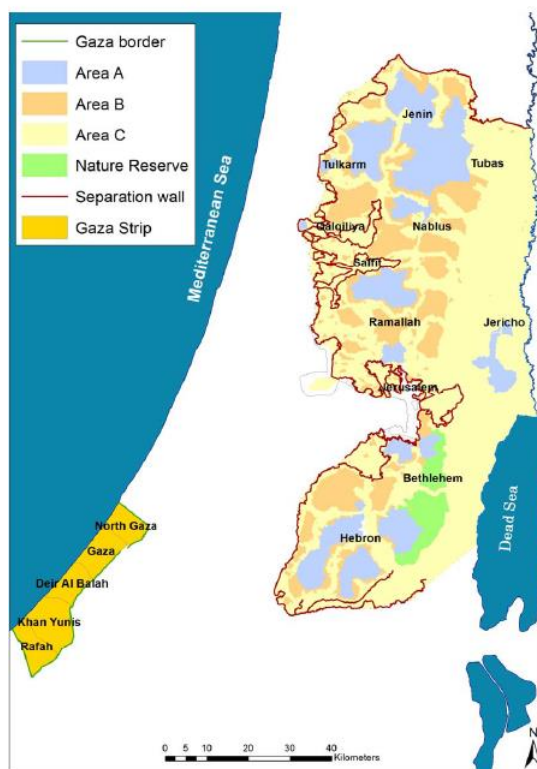 Gaza border
Area A
Area B
Area C
Nature Reserve
Separation wall
Gaza Strip
Mediterranean Sea
Jenin
Tulkarm
Tubas
Qalqiliya
Nablus
Salfit
Ramallah
Jericho
Jerusalem
Bethlehem
Dead Sea
North Gaza
Hebron
Gaza
Deir Al Balah
Khan Yunis
Rafah
N
0 5 10 20 30 40
Kilometers